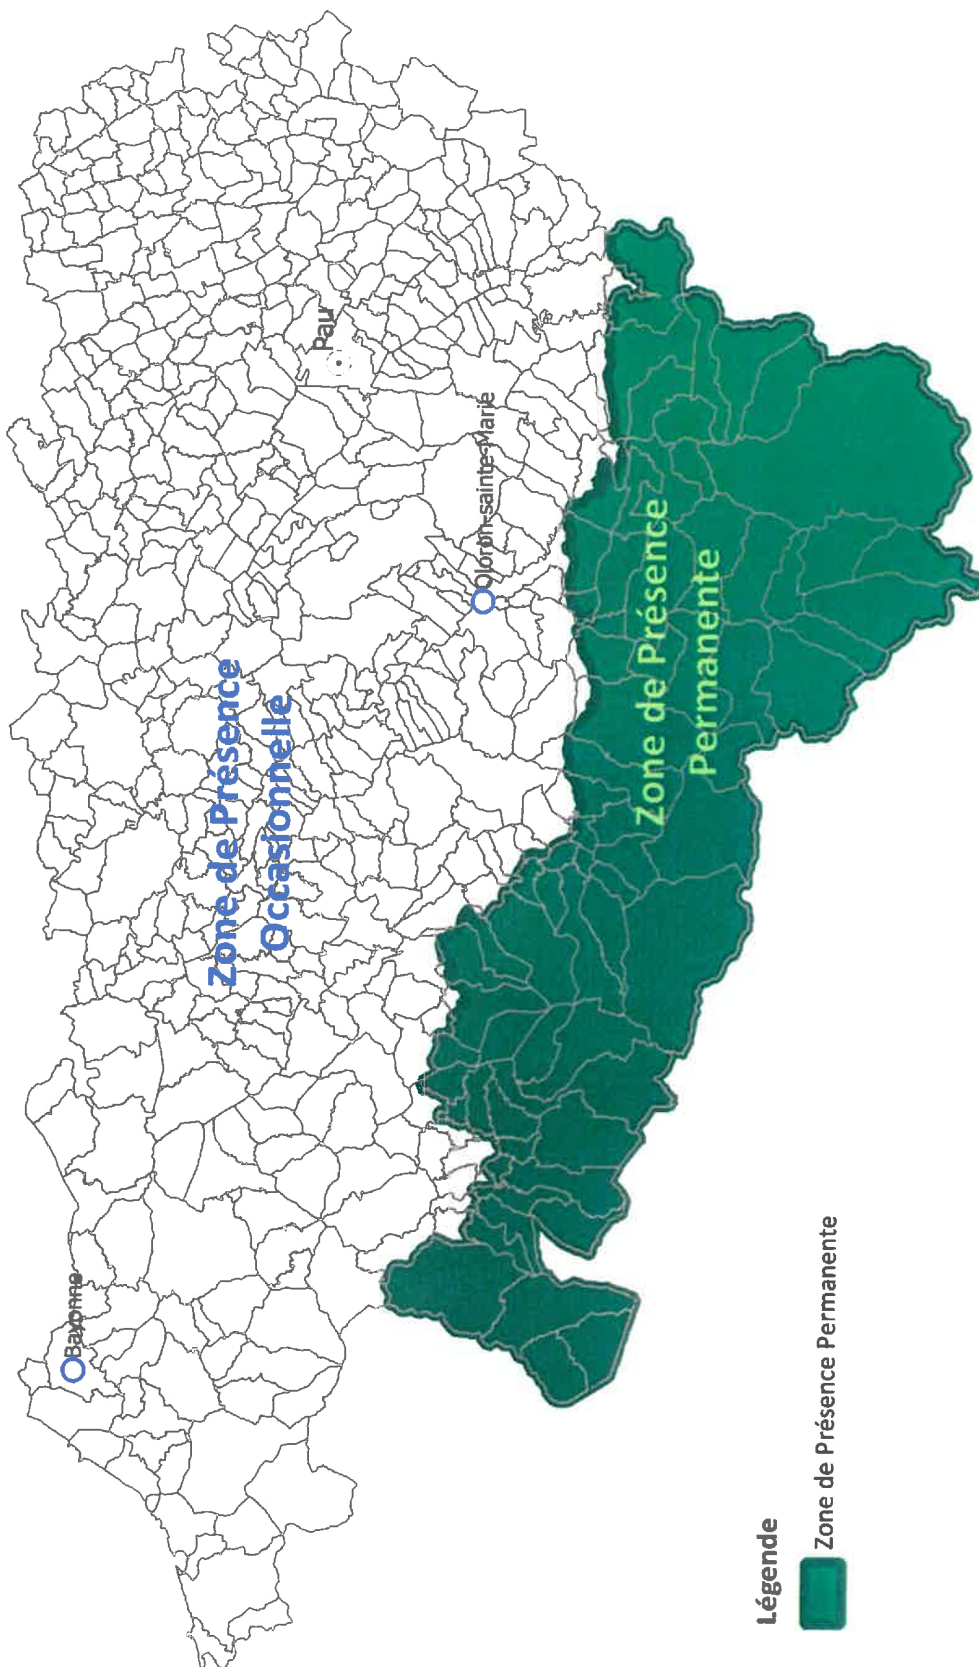 Bayonne
Pau
Oloron-sainte-Marie
Zone de Présence
Occasionnelle
Zone de Présence
Permanente
Légende
Zone de Présence Permanente